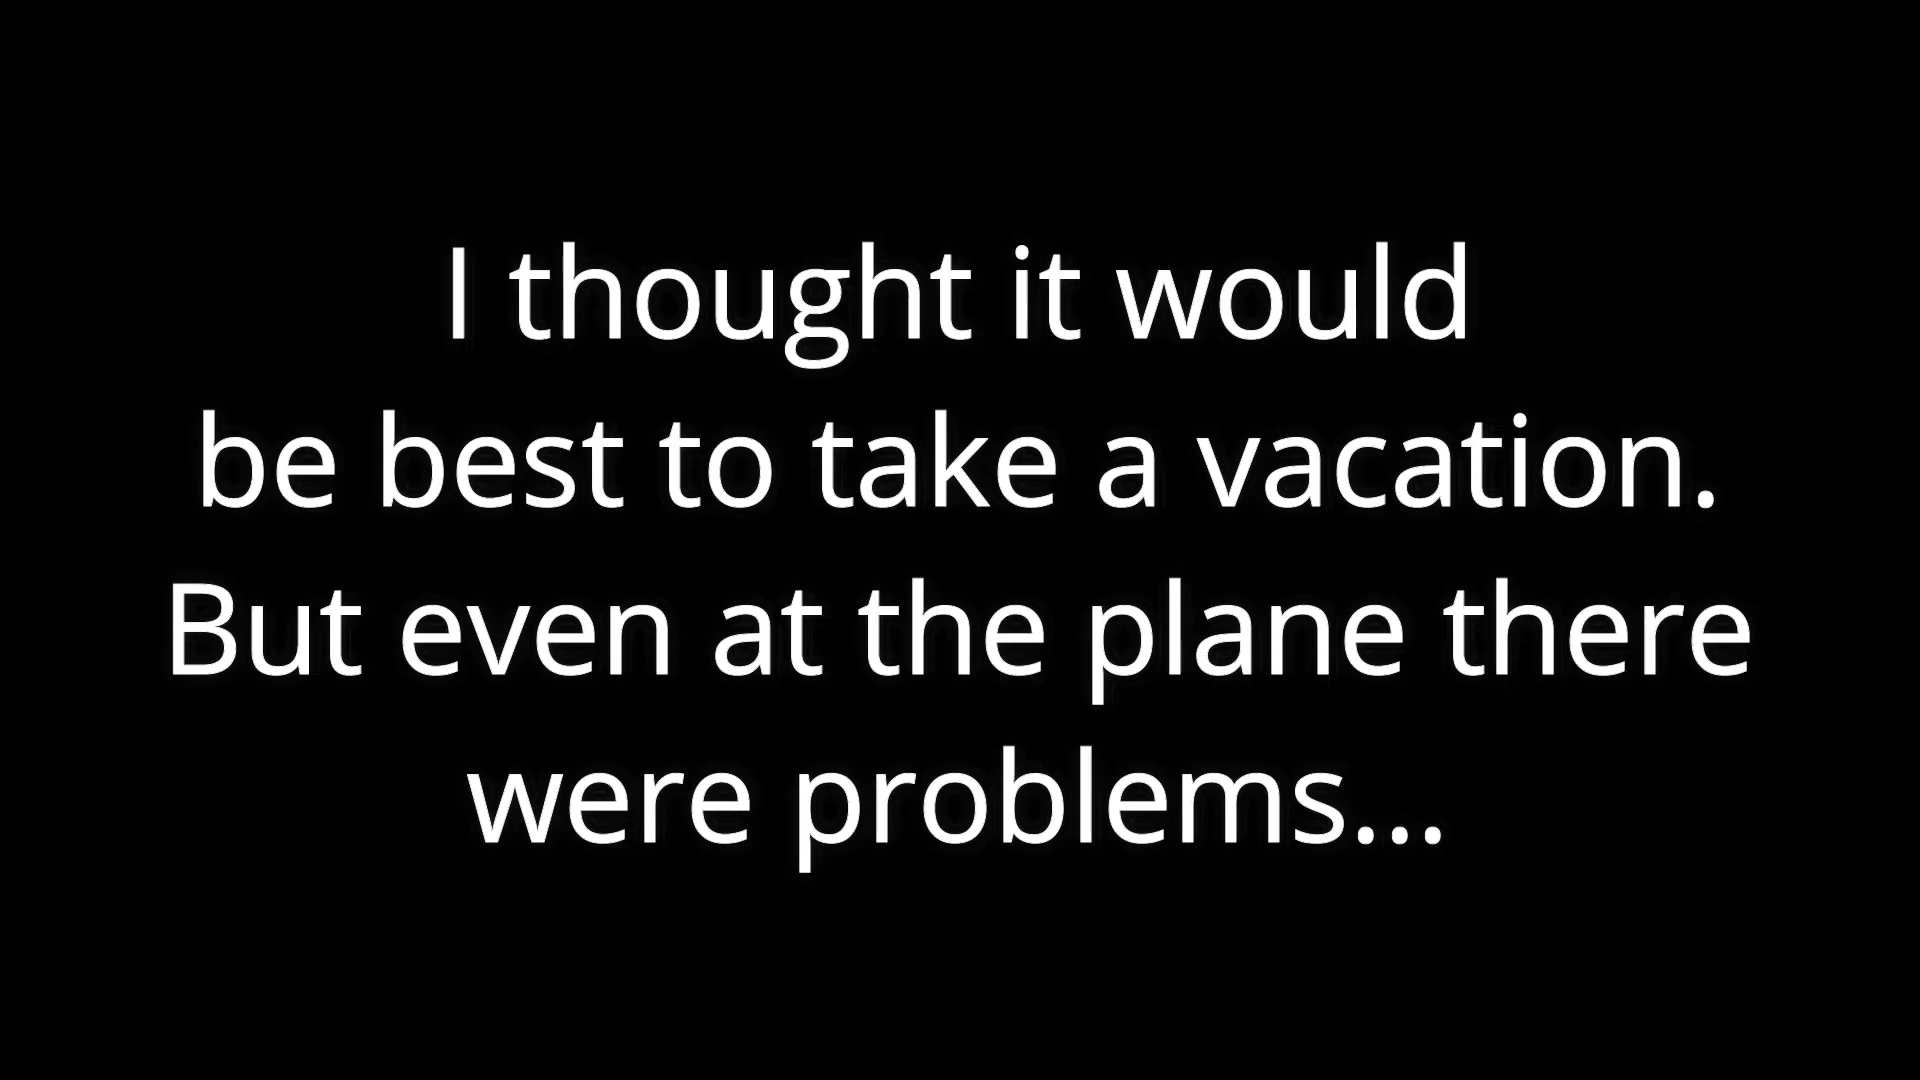 I thought it would
be best to take a vacation.
But even at the plane there
were problems...